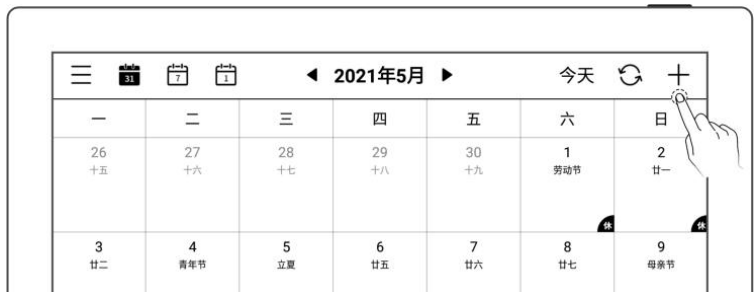 31 7 1 2021年5月 今天
一 二 三 四 五 六 日
26 27 28 29 30 1 2
十五 十六 十七 十八 十九 劳动节 廿一
休 休
3 4 5 6 7 8 9
廿二 青年节 立夏 廿五 廿六 廿七 母亲节